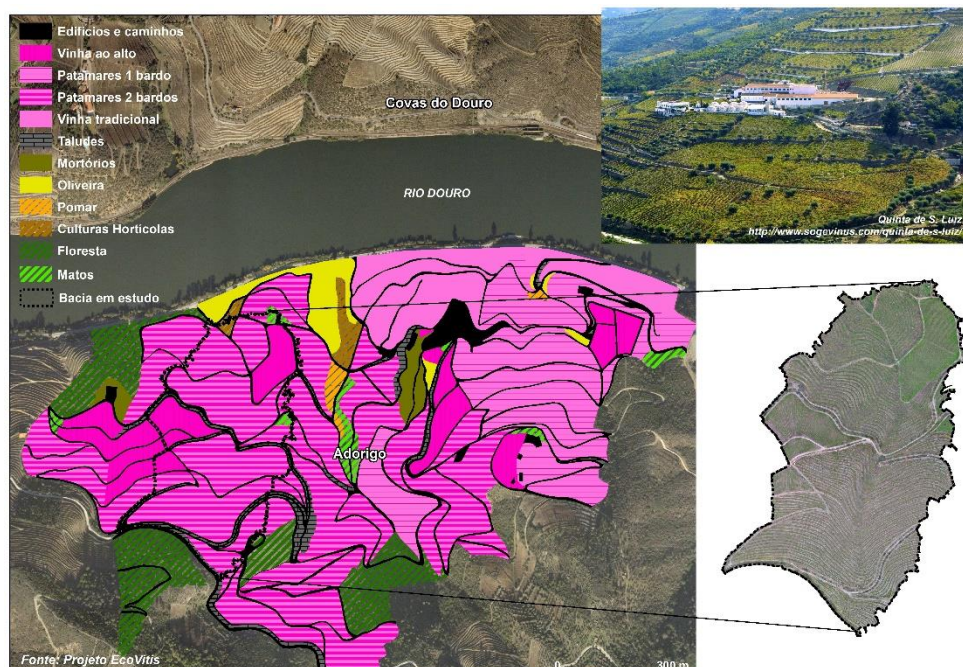 Edifícios e caminhos
Vinha ao alto
Patamares 1 bardo
Patamares 2 bardos
Vinha tradicional
Taludes
Mortórios
Oliveira
Pomar
Culturas Hortícolas
Floresta
Matos
Bacia em estudo
Covas do Douro
RIO DOURO
Quinta de S. Luiz
http://www.sogevinus.com/quinta-de-s-luiz/
Adorigo
Fonte: Projeto EcoVitis
0 300 m